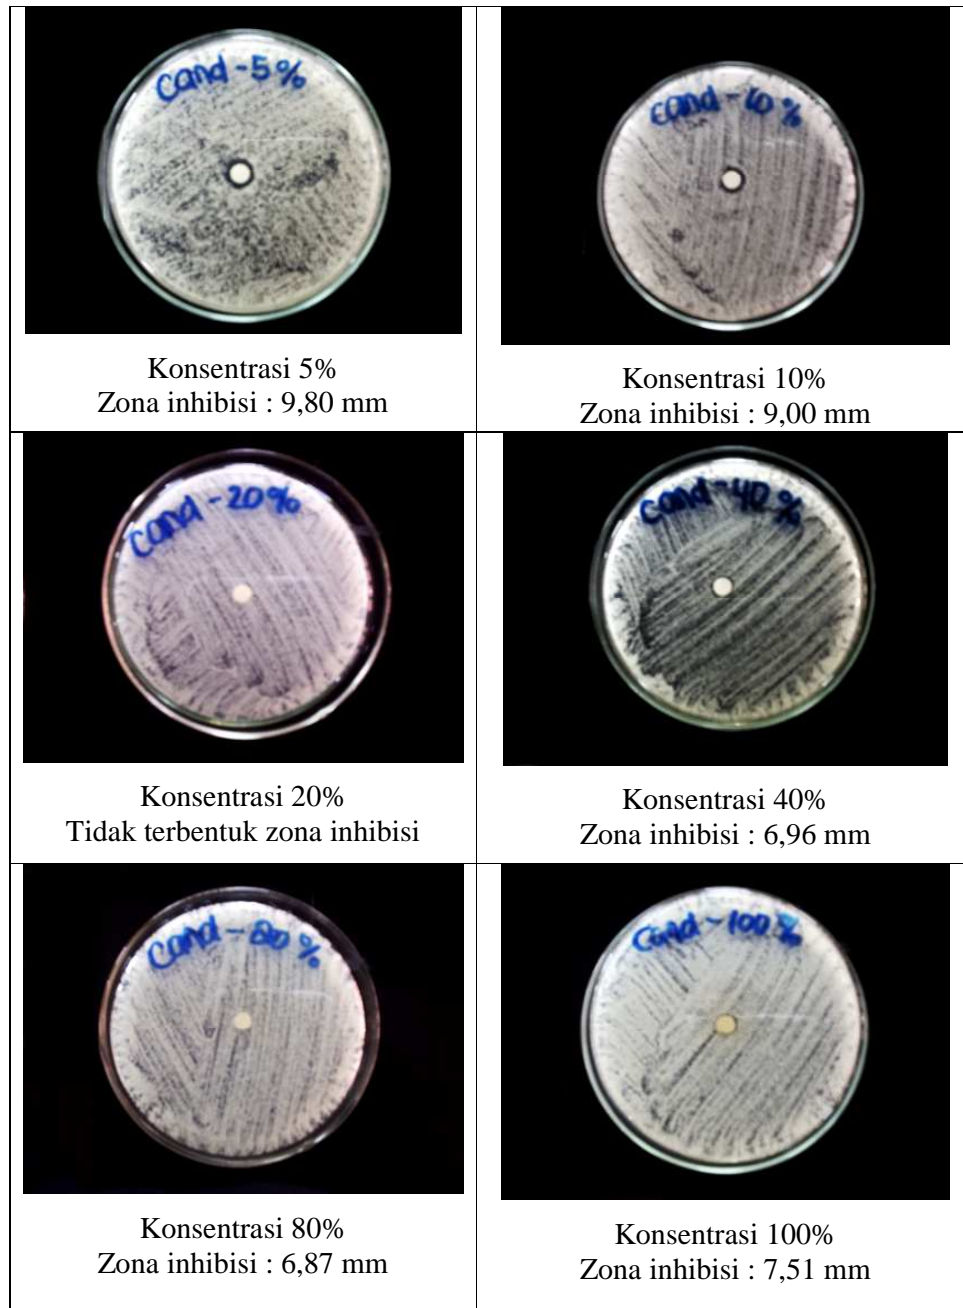 Cand-5%
Cand-10%
Konsentrasi 5%
Zona inhibisi : 9,80 mm
Konsentrasi 10%
Zona inhibisi : 9,00 mm
Cand-20%
Cand-40%
Konsentrasi 20%
Tidak terbentuk zona inhibisi
Konsentrasi 40%
Zona inhibisi : 6,96 mm
Cand-80%
Cand-100%
Konsentrasi 80%
Zona inhibisi : 6,87 mm
Konsentrasi 100%
Zona inhibisi : 7,51 mm